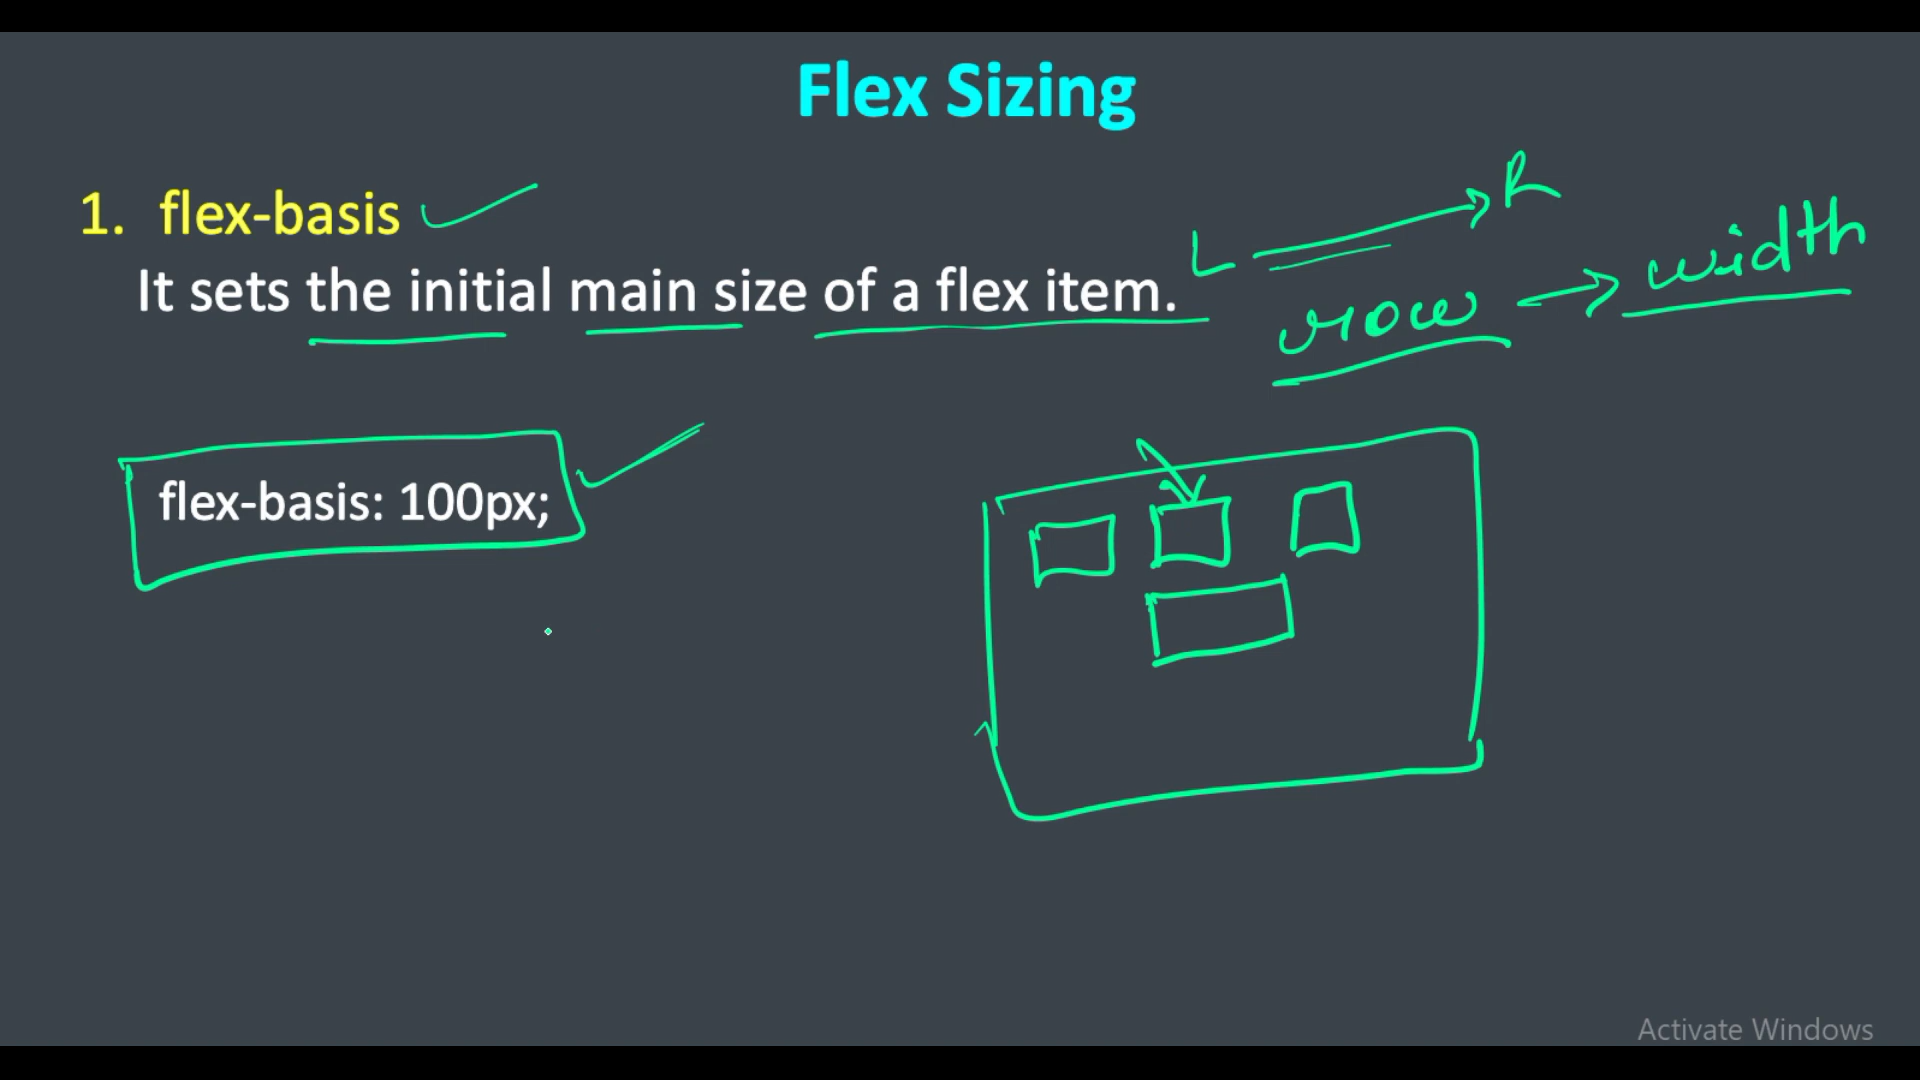 Flex Sizing
1. flex-basis
It sets the initial main size of a flex item.
L → R
row → width
flex-basis: 100px;
Activate Windows